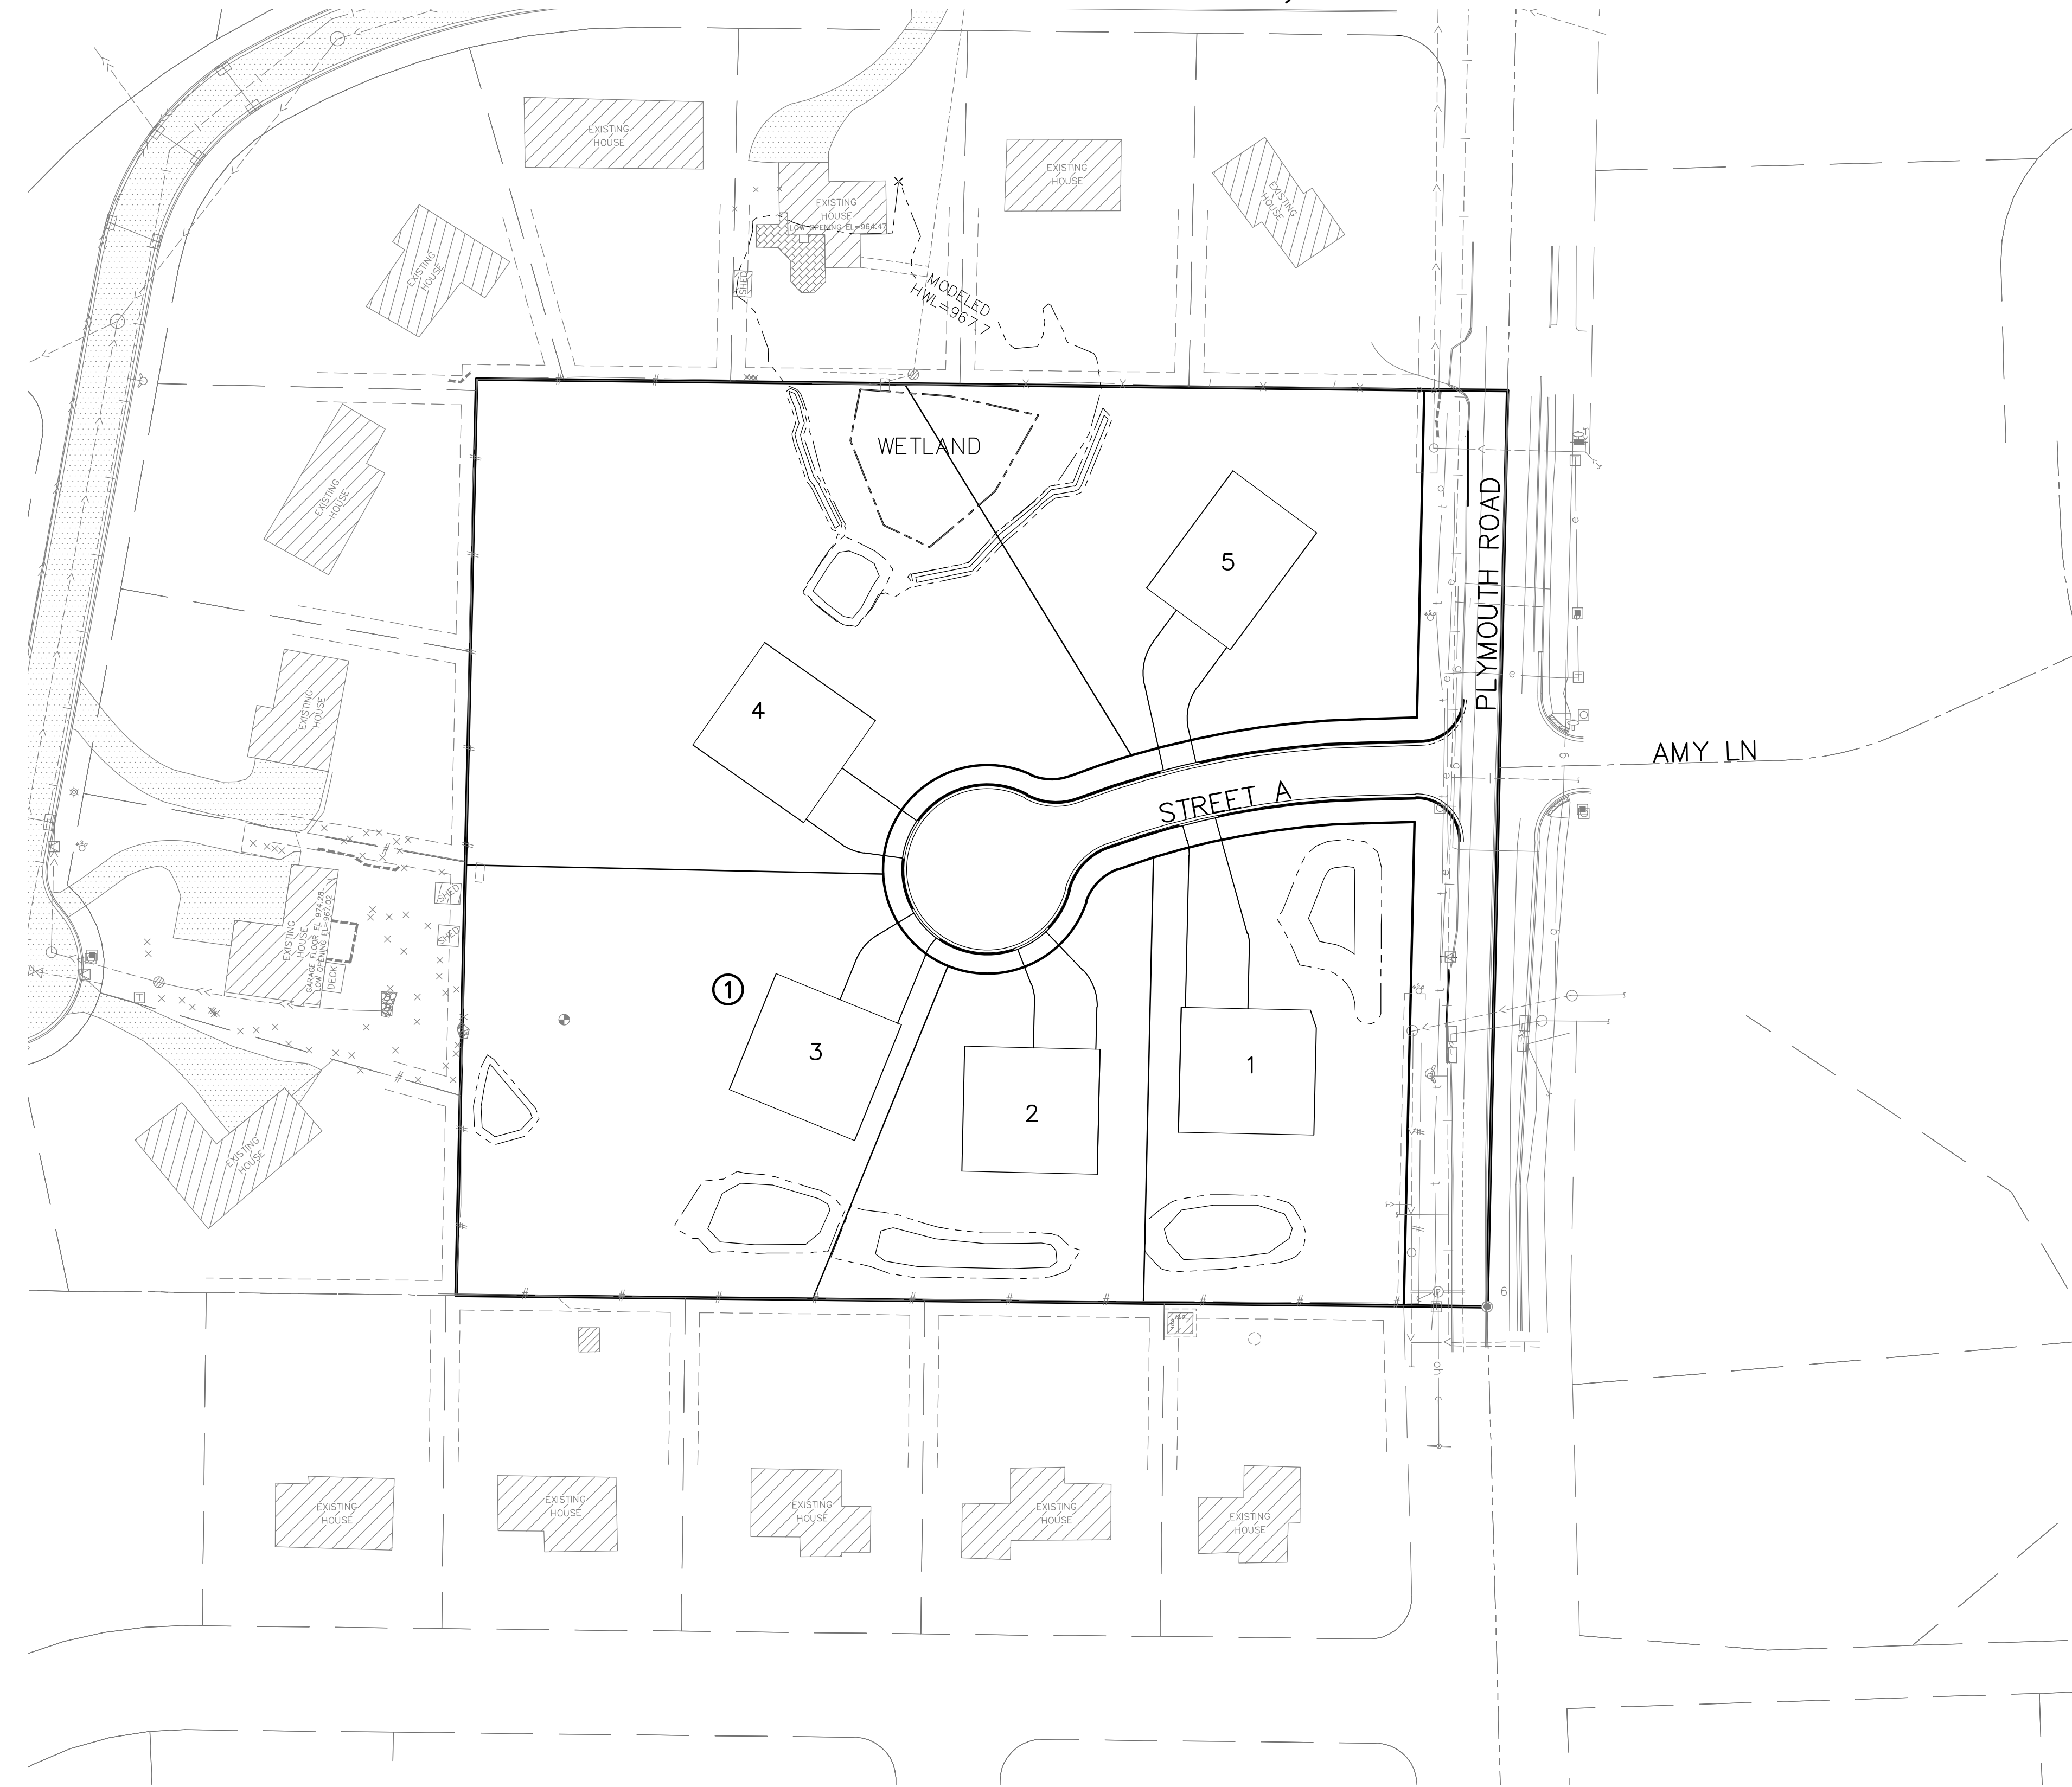 EXISTING
HOUSE
EXISTING
HOUSE
LOW OPENING EL=964.47
EXISTING
HOUSE
EXISTING
HOUSE
EXISTING
HOUSE
SHED
MODELED
HWL=967.7
WETLAND
EXISTING
HOUSE
5
PLYMOUTH ROAD
EXISTING
HOUSE
4
AMY LN
STREET A
SHED
SHED
EXISTING
HOUSE
GARAGE FLOOR EL 974.28
LOW OPENING EL=967.02
DECK
1
3
2
1
EXISTING
HOUSE
6
EXISTING
HOUSE
EXISTING
HOUSE
EXISTING
HOUSE
EXISTING
HOUSE
EXISTING
HOUSE